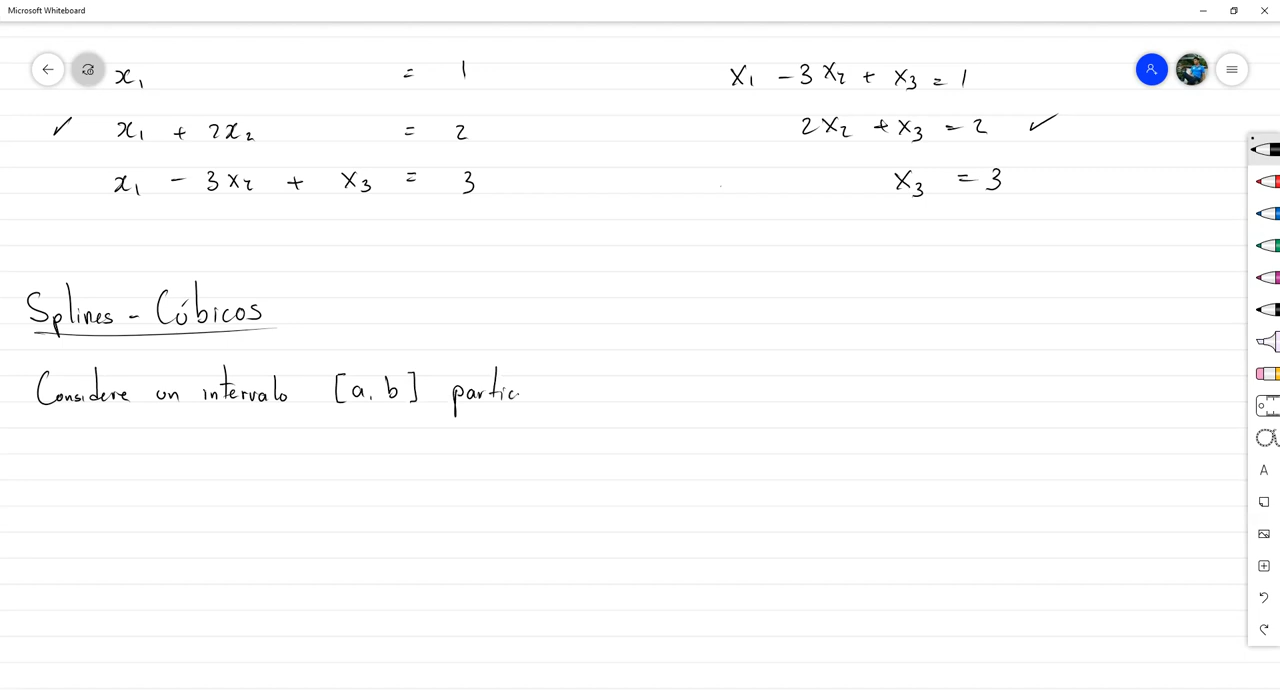 Microsoft Whiteboard
x₁ = 1
✓ x₁ + 2x₂ = 2
x₁ - 3x₂ + x₃ = 3
x₁ - 3x₂ + x₃ = 1
2x₂ + x₃ = 2 ✓
x₃ = 3
Splines - Cúbicos
Considere un intervalo [a, b] partic
A